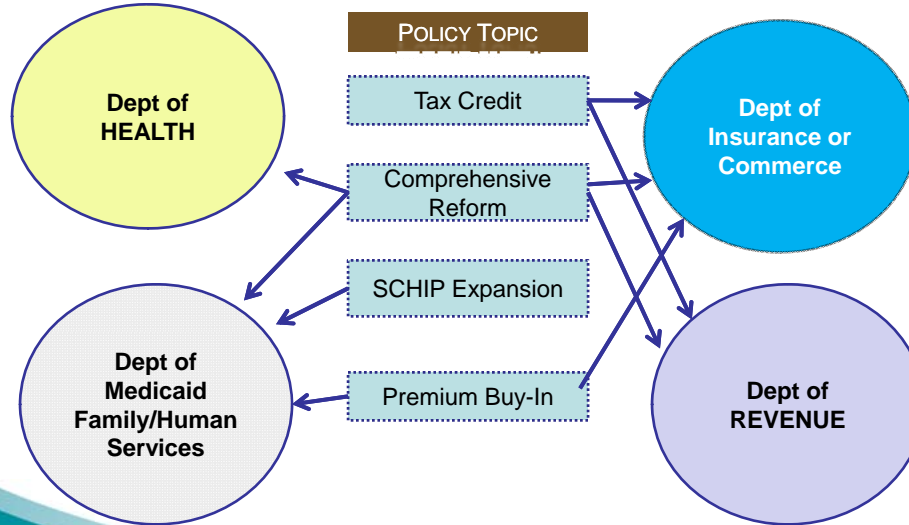 POLICY TOPIC
Dept of
HEALTH
Tax Credit
Dept of
Insurance or
Commerce
Comprehensive
Reform
SCHIP Expansion
Dept of
Medicaid
Family/Human
Services
Premium Buy-In
Dept of
REVENUE